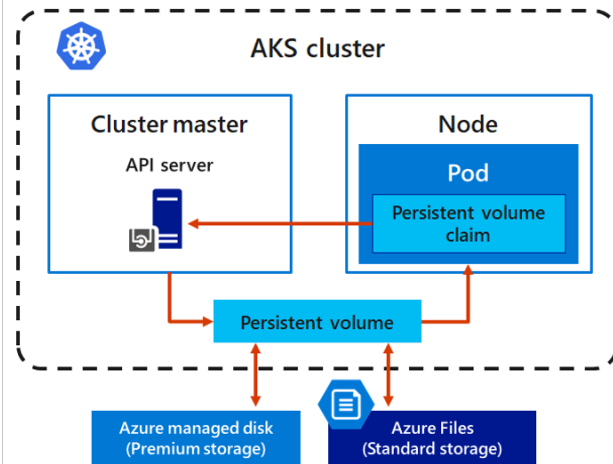 AKS cluster
Cluster master
API server
Node
Pod
Persistent volume
claim
Persistent volume
Azure managed disk
(Premium storage)
Azure Files
(Standard storage)